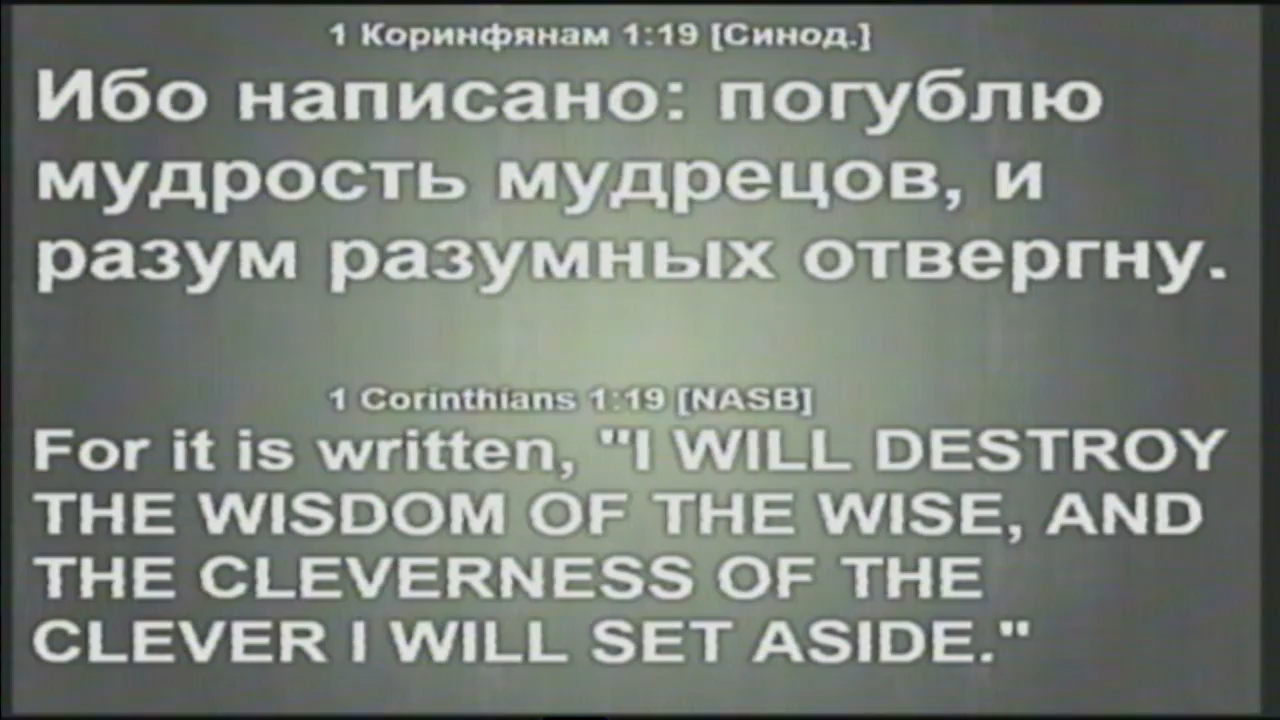 1 Коринфянам 1:19 [Синод.]
Ибо написано: погублю
мудрость мудрецов, и
разум разумных отвергну.
1 Corinthians 1:19 [NASB]
For it is written, "I WILL DESTROY
THE WISDOM OF THE WISE, AND
THE CLEVERNESS OF THE
CLEVER I WILL SET ASIDE."